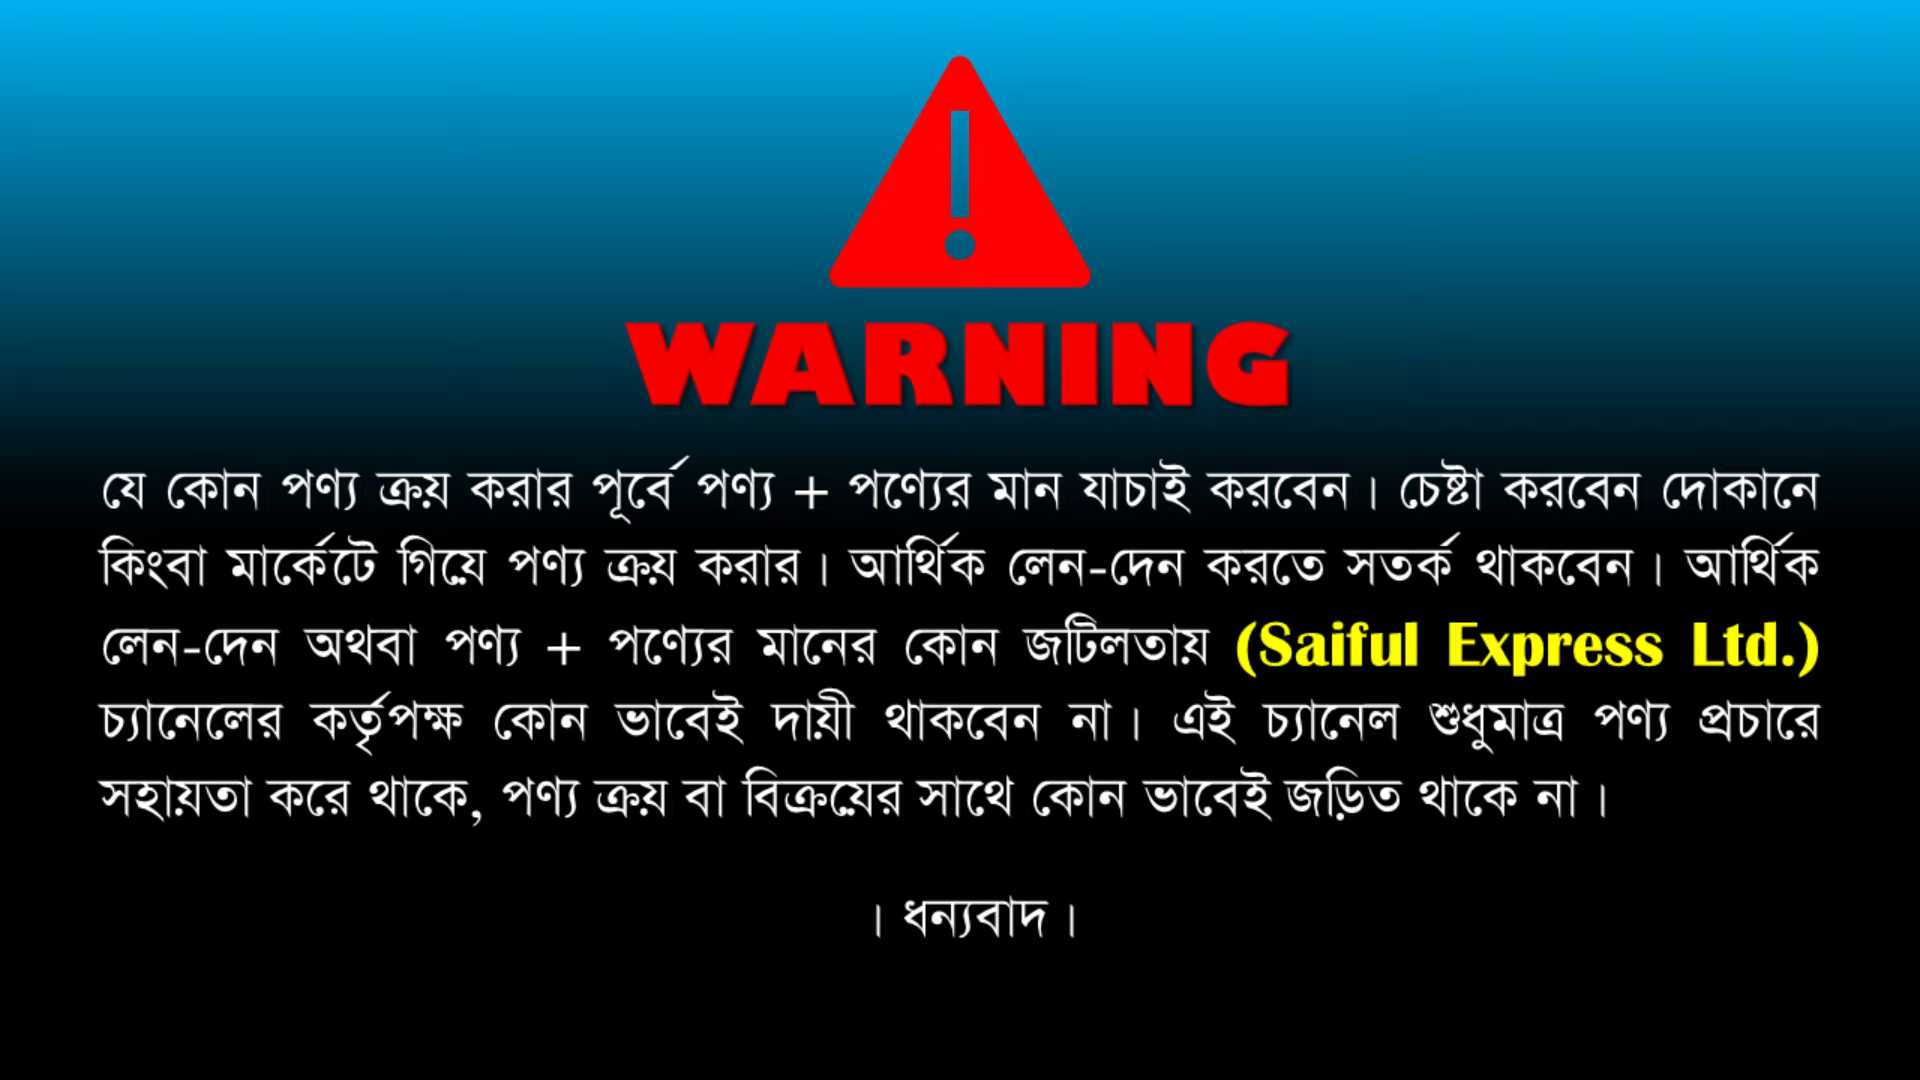 WARNING
যে কোন পণ্য ক্রয় করার পূর্বে পণ্য + পণ্যের মান যাচাই করবেন। চেষ্টা করবেন দোকানে
কিংবা মার্কেটে গিয়ে পণ্য ক্রয় করার। আর্থিক লেন-দেন করতে সতর্ক থাকবেন। আর্থিক
লেন-দেন অথবা পণ্য + পণ্যের মানের কোন জটিলতায় (Saiful Express Ltd.)
চ্যানেলের কর্তৃপক্ষ কোন ভাবেই দায়ী থাকবেন না। এই চ্যানেল শুধুমাত্র পণ্য প্রচারে
সহায়তা করে থাকে, পণ্য ক্রয় বা বিক্রয়ের সাথে কোন ভাবেই জড়িত থাকে না।
। ধন্যবাদ।